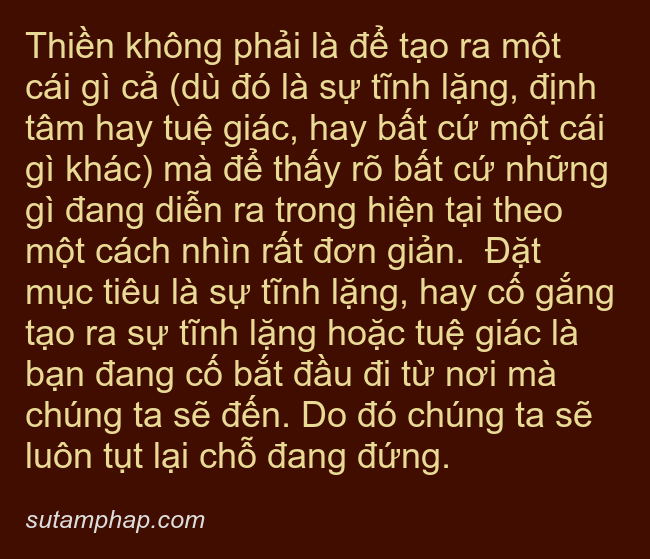 Thiền không phải là để tạo ra một
cái gì cả (dù đó là sự tĩnh lặng, định
tâm hay tuệ giác, hay bất cứ một cái
gì khác) mà để thấy rõ bất cứ những
gì đang diễn ra trong hiện tại theo
một cách nhìn rất đơn giản.  Đặt
mục tiêu là sự tĩnh lặng, hay cố gắng
tạo ra sự tĩnh lặng hoặc tuệ giác là
bạn đang cố bắt đầu đi từ nơi mà
chúng ta sẽ đến. Do đó chúng ta sẽ
luôn tụt lại chỗ đang đứng.
sutamphap.com